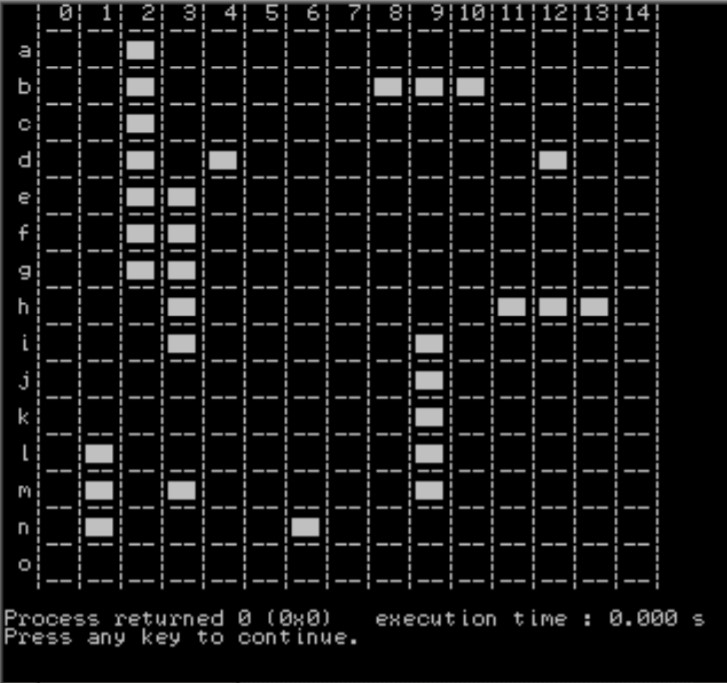 0 1 2 3 4 5 6 7 8 9 10 11 12 13 14
a
b
c
d
e
f
g
h
i
j
k
l
m
n
o
Process returned 0 (0x0) execution time : 0.000 s
Press any key to continue.